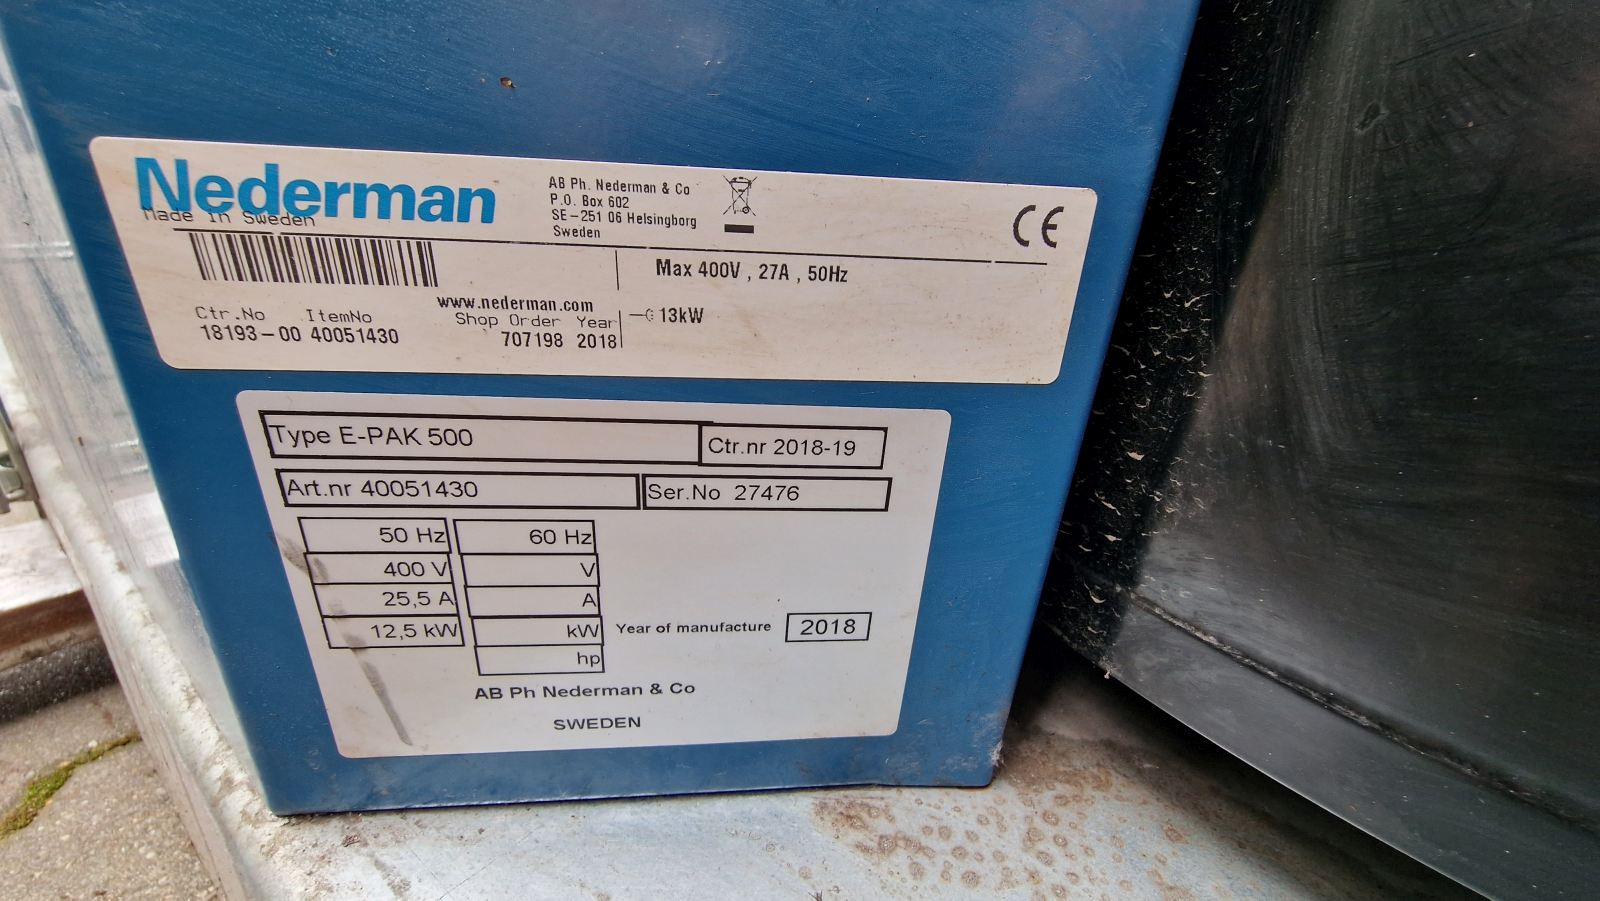 Nederman
Made In Sweden
AB Ph. Nederman & Co
P.O. Box 602
SE-251 06 Helsingborg
Sweden
CE
Max 400V , 27A , 50Hz
www.nederman.com
13kW
Ctr.No ItemNo Shop Order Year
18193-00 40051430 707198 2018
Type E-PAK 500 Ctr.nr 2018-19
Art.nr 40051430 Ser.No 27476
50 Hz 60 Hz
400 V V
25,5 A A
12,5 kW kW Year of manufacture 2018
hp
AB Ph Nederman & Co
SWEDEN